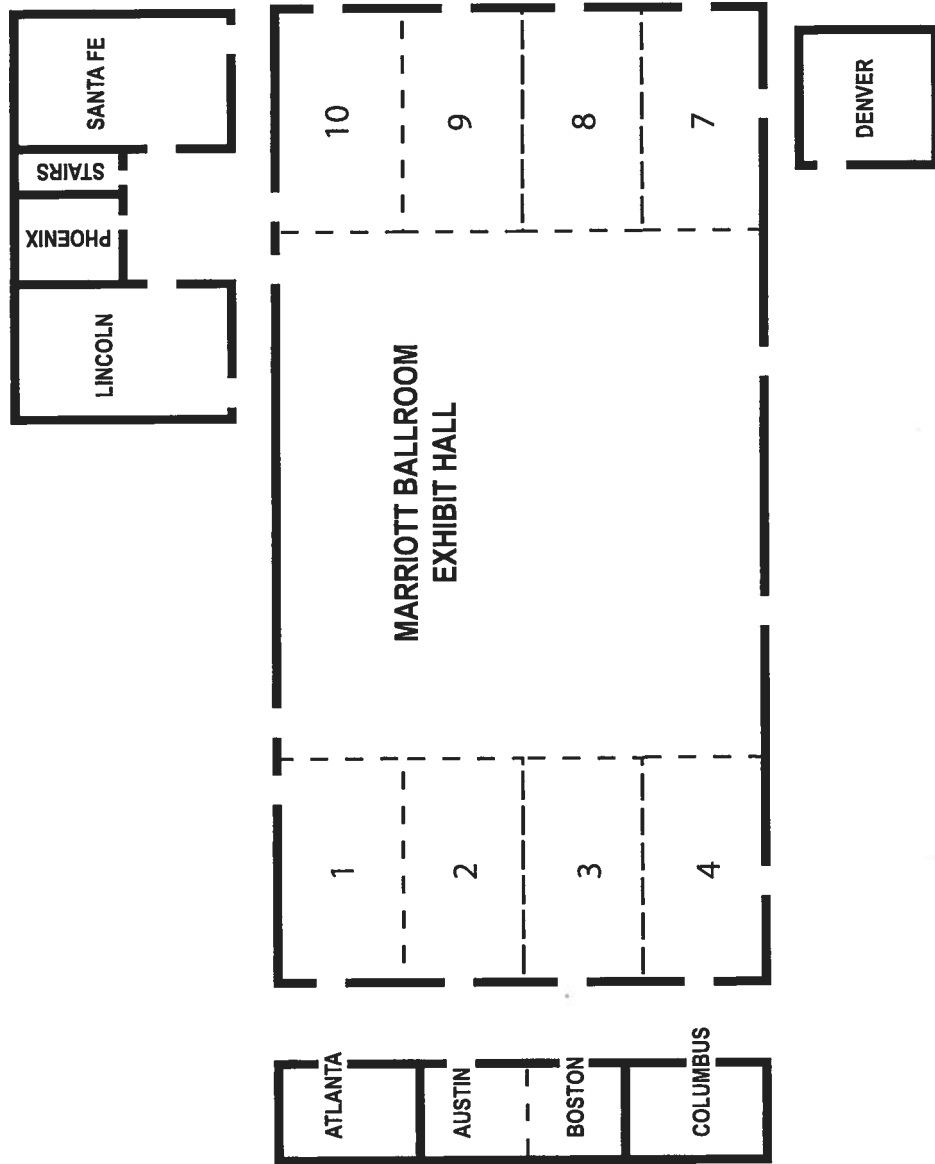 SANTA FE
STAIRS
PHOENIX
LINCOLN
10
9
8
7
DENVER
MARRIOTT BALLROOM
EXHIBIT HALL
1
2
3
4
ATLANTA
AUSTIN
BOSTON
COLUMBUS